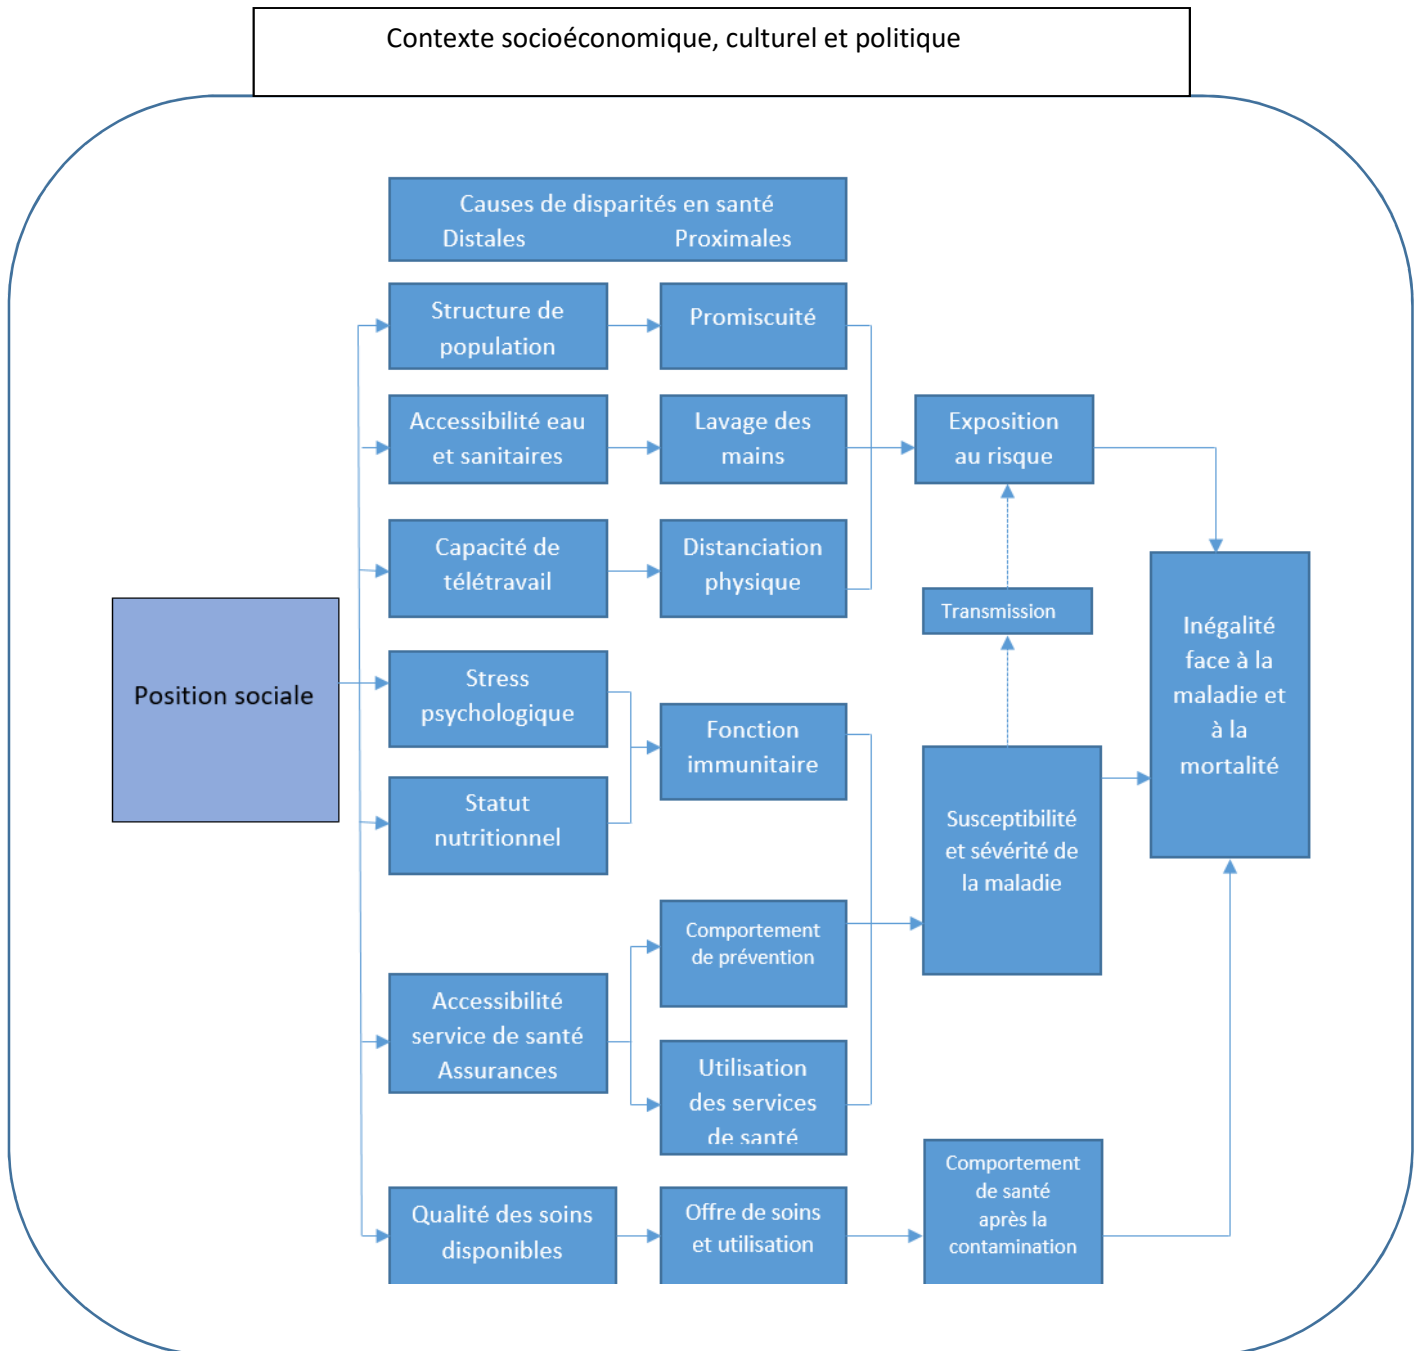 Contexte socioéconomique, culturel et politique
Causes de disparités en santé
Distales Proximales
Structure de
population
Promiscuité
Accessibilité eau
et sanitaires
Lavage des
mains
Exposition
au risque
Capacité de
télétravail
Distanciation
physique
Transmission
Inégalité
face à la
maladie et
à la
mortalité
Position sociale
Stress
psychologique
Fonction
immunitaire
Statut
nutritionnel
Susceptibilité
et sévérité de
la maladie
Comportement
de prévention
Accessibilité
service de santé
Assurances
Utilisation
des services
de santé
Qualité des soins
disponibles
Offre de soins
et utilisation
Comportement
de santé
après la
contamination